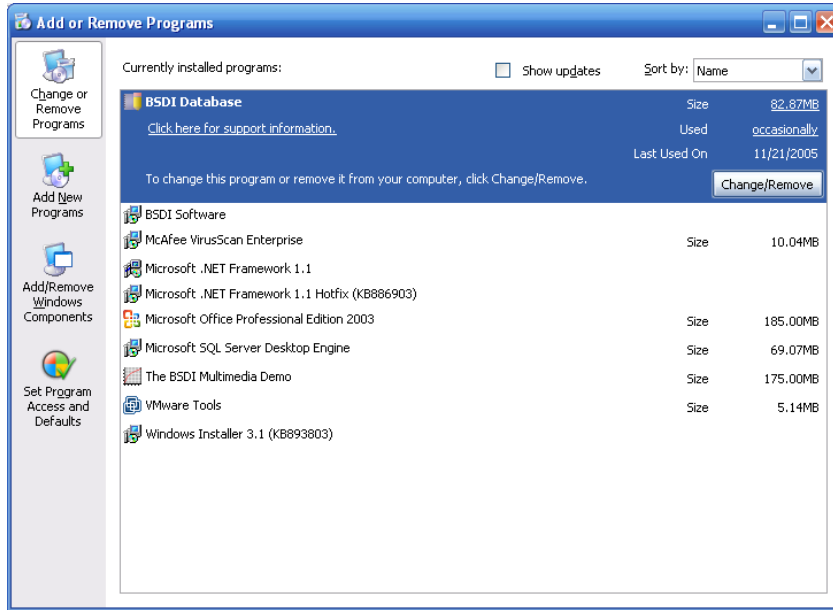 Add or Remove Programs
Change or
Remove
Programs
Add New
Programs
Add/Remove
Windows
Components
Set Program
Access and
Defaults
Currently installed programs:
Show updates
Sort by: Name
BSDI Database Size 82.87MB
Click here for support information. Used occasionally
Last Used On 11/21/2005
To change this program or remove it from your computer, click Change/Remove. Change/Remove
BSDI Software
McAfee VirusScan Enterprise Size 10.04MB
Microsoft .NET Framework 1.1
Microsoft .NET Framework 1.1 Hotfix (KB886903)
Microsoft Office Professional Edition 2003 Size 185.00MB
Microsoft SQL Server Desktop Engine Size 69.07MB
The BSDI Multimedia Demo Size 175.00MB
VMware Tools Size 5.14MB
Windows Installer 3.1 (KB893803)